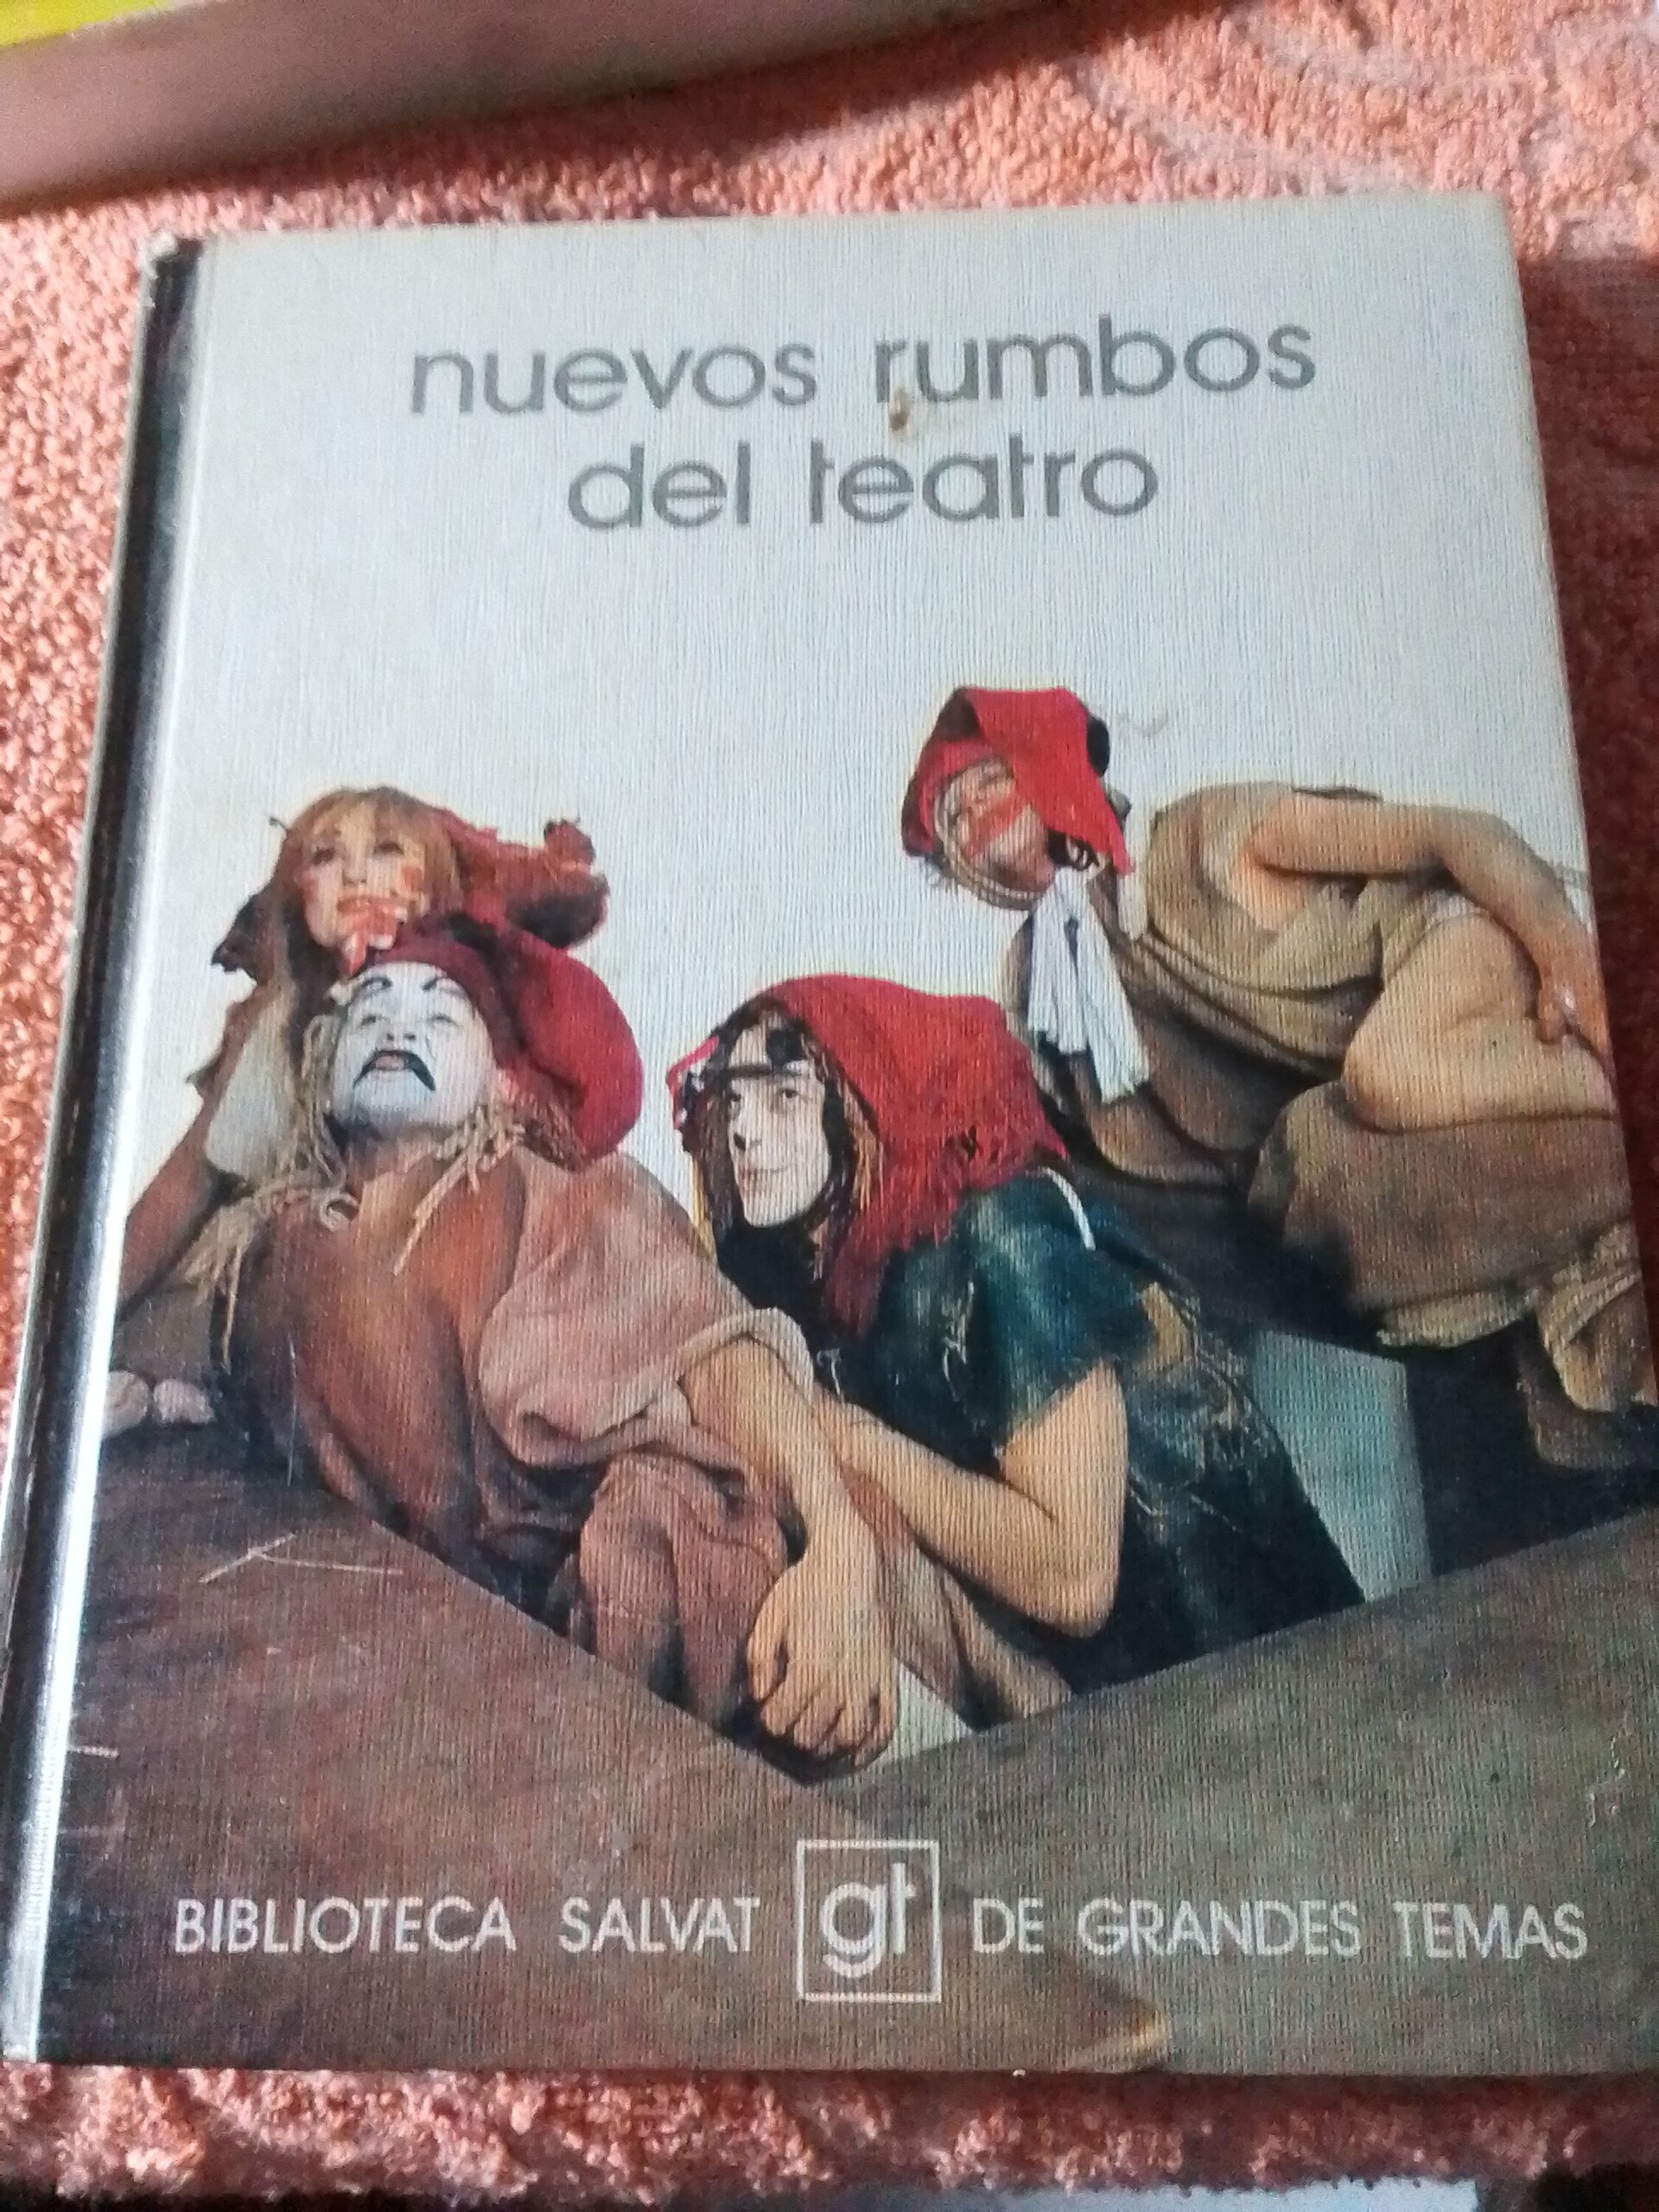 nuevos rumbos
del teatro
BIBLIOTECA SALVAT gt DE GRANDES TEMAS